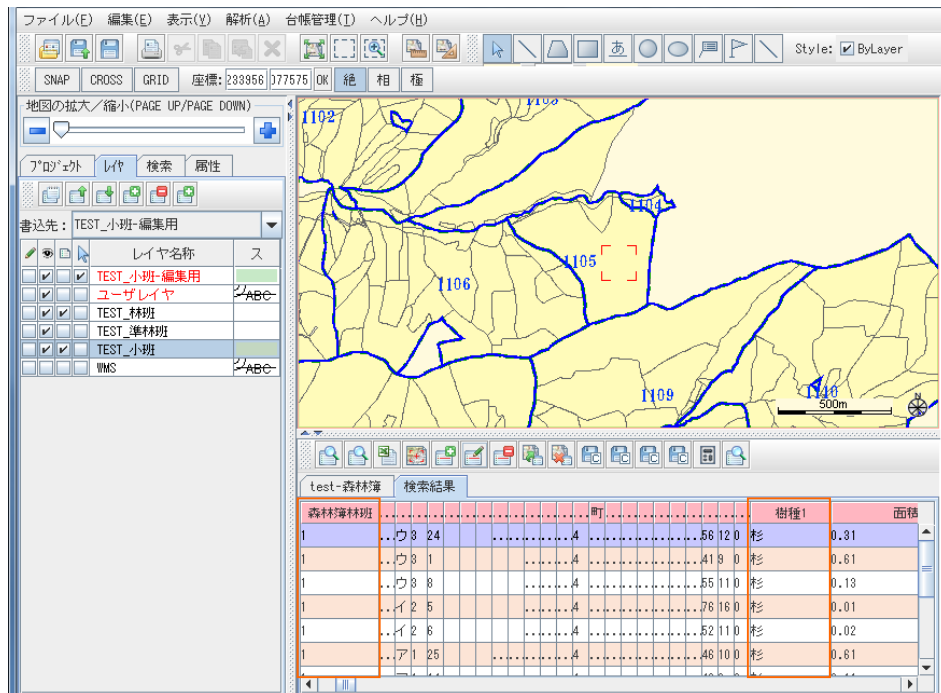 ファイル(F) 編集(E) 表示(V) 解析(A) 台帳管理(I) ヘルプ(H)
あ Style: ByLayer
SNAP CROSS GRID 座標: 233956 077575 OK 絶 相 極
地図の拡大／縮小(PAGE UP/PAGE DOWN)
ﾌﾟﾛｼﾞｪｸﾄ ﾚｲﾔ 検索 属性
書込先： TEST_小班-編集用
レイヤ名称 ス
TEST_小班-編集用
ユーザレイヤ ABC
TEST_林班
TEST_準林班
TEST_小班
WMS ABC
1102
1103
1104
1105
1106
1109
1140
500m
N
test-森林簿 検索結果
森林簿林班 町 樹種1 面積
1 ...ウ 3 24 4 56 12 0 杉 0.31
1 ...ウ 3 1 4 41 9 0 杉 0.61
1 ...ウ 3 8 4 55 11 0 杉 0.13
1 ...イ 2 5 4 76 16 0 杉 0.01
1 ...イ 2 6 4 52 11 0 杉 0.02
1 ...ア 1 25 4 46 10 0 杉 0.61